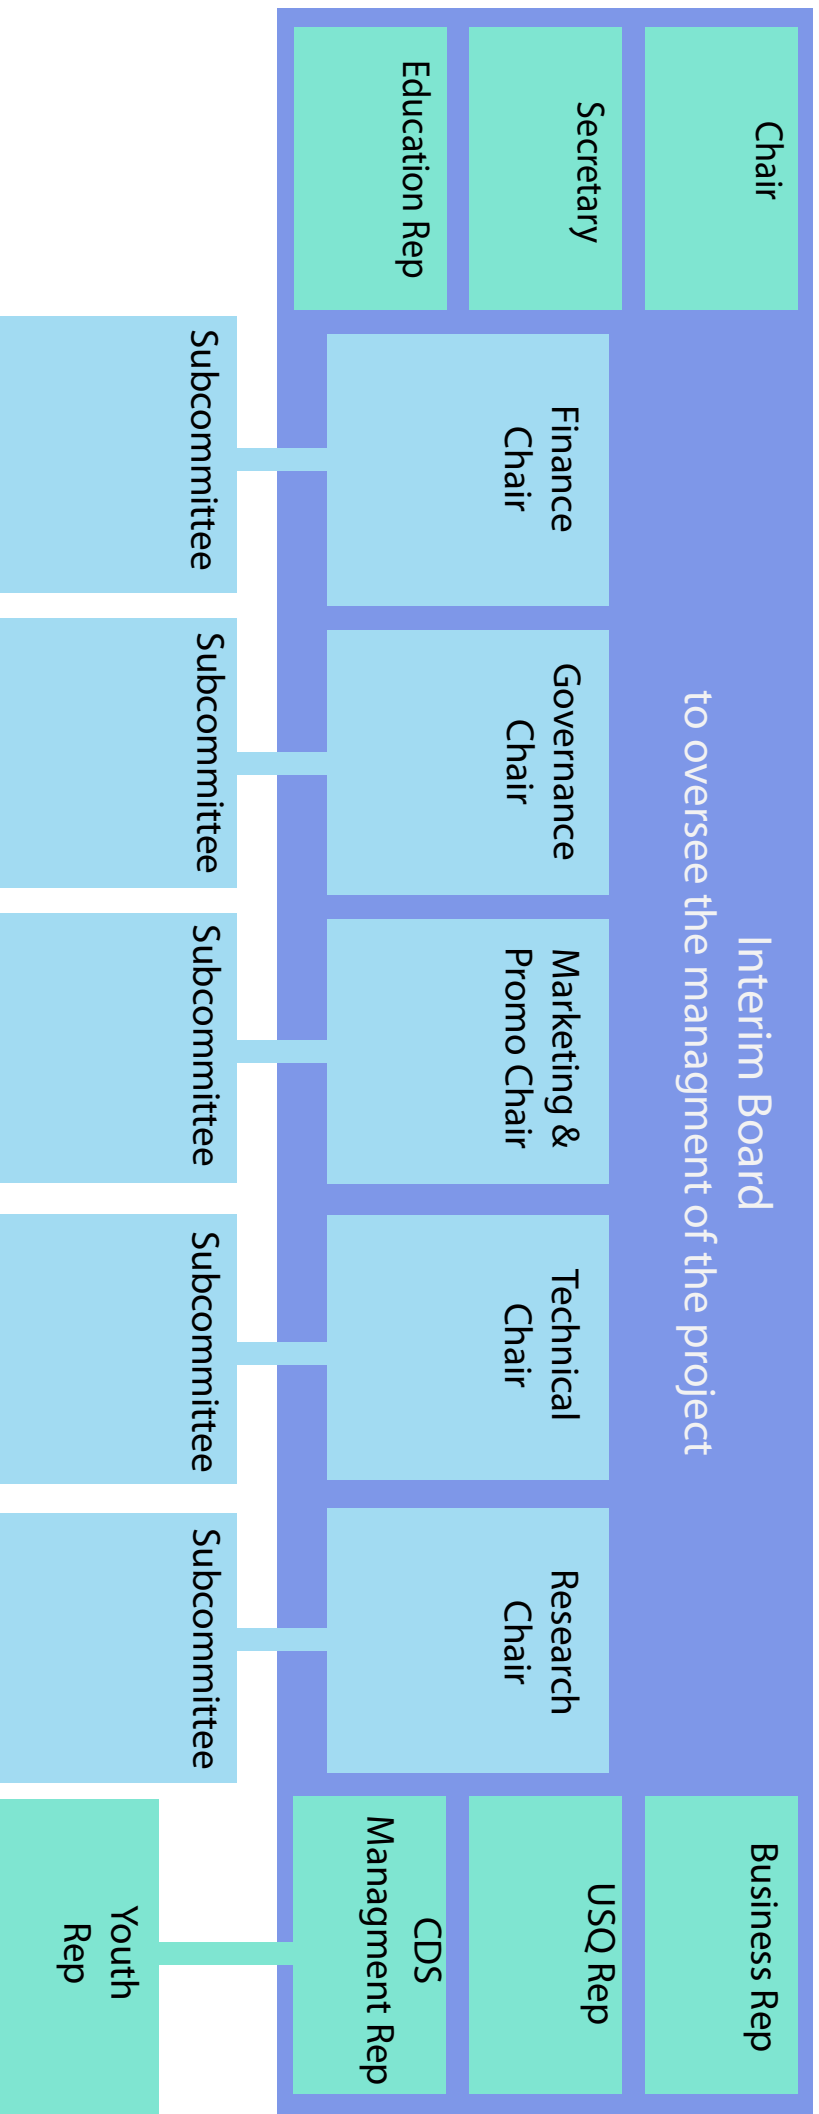 Interim Board
to oversee the managment of the project
Chair
Secretary
Education Rep
Finance
Chair
Governance
Chair
Marketing &
Promo Chair
Technical
Chair
Research
Chair
Business Rep
USQ Rep
CDS
Managment Rep
Subcommittee
Subcommittee
Subcommittee
Subcommittee
Subcommittee
Youth
Rep